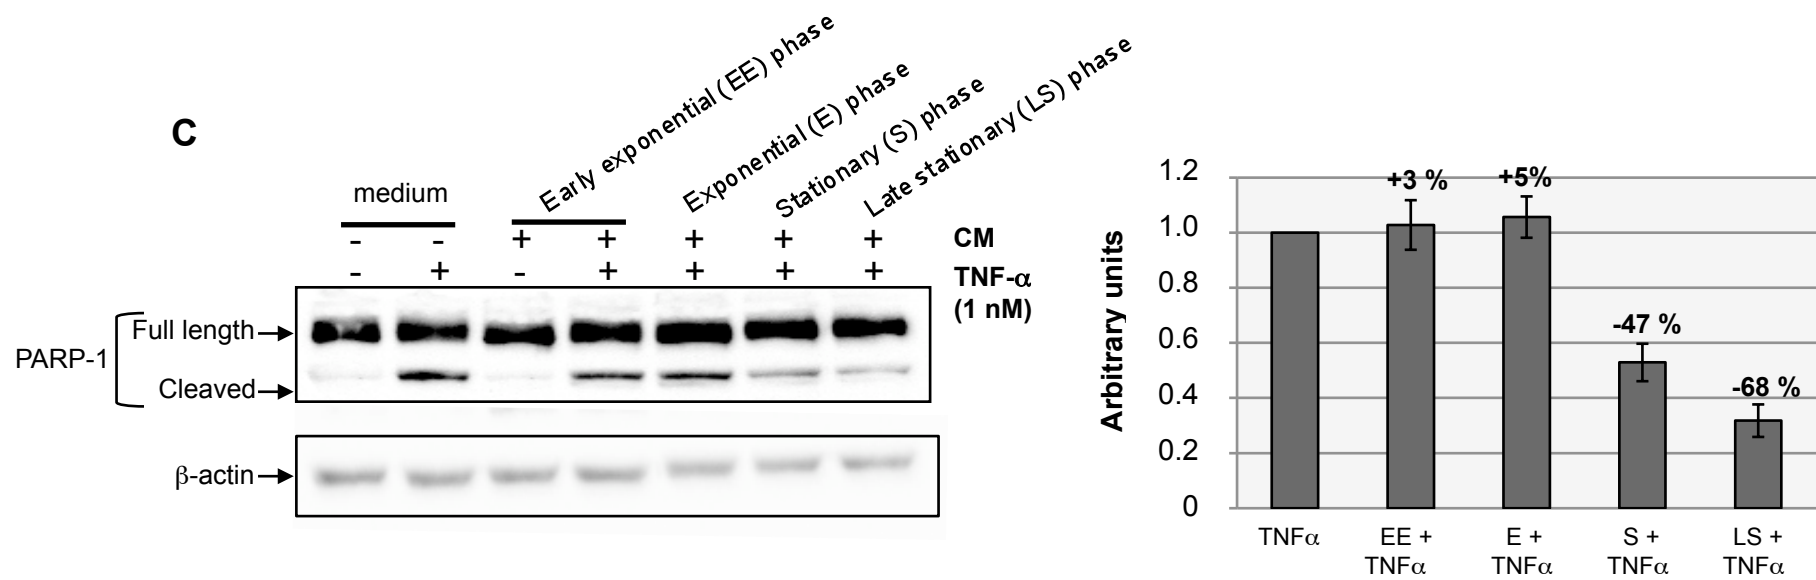 C
medium
Early exponential (EE) phase
Exponential (E) phase
Stationary (S) phase
Late stationary (LS) phase
- - + + + + + CM
- + - + + + + TNF-α
(1 nM)
PARP-1
Full length
Cleaved
β-actin
Arbitrary units
1.2
1.0
0.8
0.6
0.4
0.2
0
+3 %
+5%
-47 %
-68 %
TNFα
EE +
TNFα
E +
TNFα
S +
TNFα
LS +
TNFα